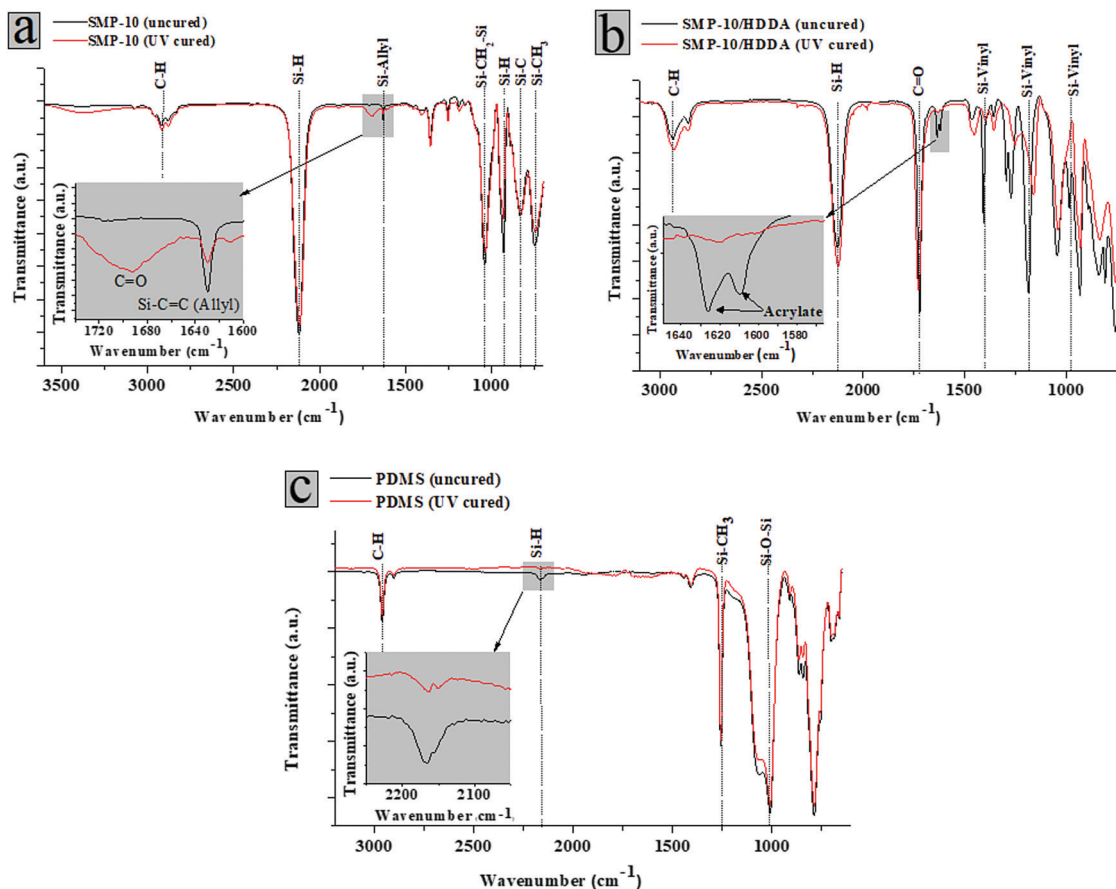 a
SMP-10 (uncured)
SMP-10 (UV cured)
C-H
Si-H
Si-Allyl
Si-CH2-Si
Si-H
Si-C
Si-CH3
Transmittance (a.u.)
Transmittance (a.u.)
C=O
Si-C=C (Allyl)
1720 1680 1640 1600
Wavenumber (cm-1)
3500 3000 2500 2000 1500 1000
Wavenumber (cm-1)
b
SMP-10/HDDA (uncured)
SMP-10/HDDA (UV cured)
C-H
Si-H
C=O
Si-Vinyl
Si-Vinyl
Si-Vinyl
Transmittance (a.u.)
Transmittance (a.u.)
Acrylate
1640 1620 1600 1580
Wavenumber (cm-1)
3000 2500 2000 1500 1000
Wavenumber (cm-1)
c
PDMS (uncured)
PDMS (UV cured)
C-H
Si-H
Si-CH3
Si-O-Si
Transmittance (a.u.)
Transmittance (a.u.)
2200 2100
Wavenumber (cm-1)
3000 2500 2000 1500 1000
Wavenumber (cm-1)